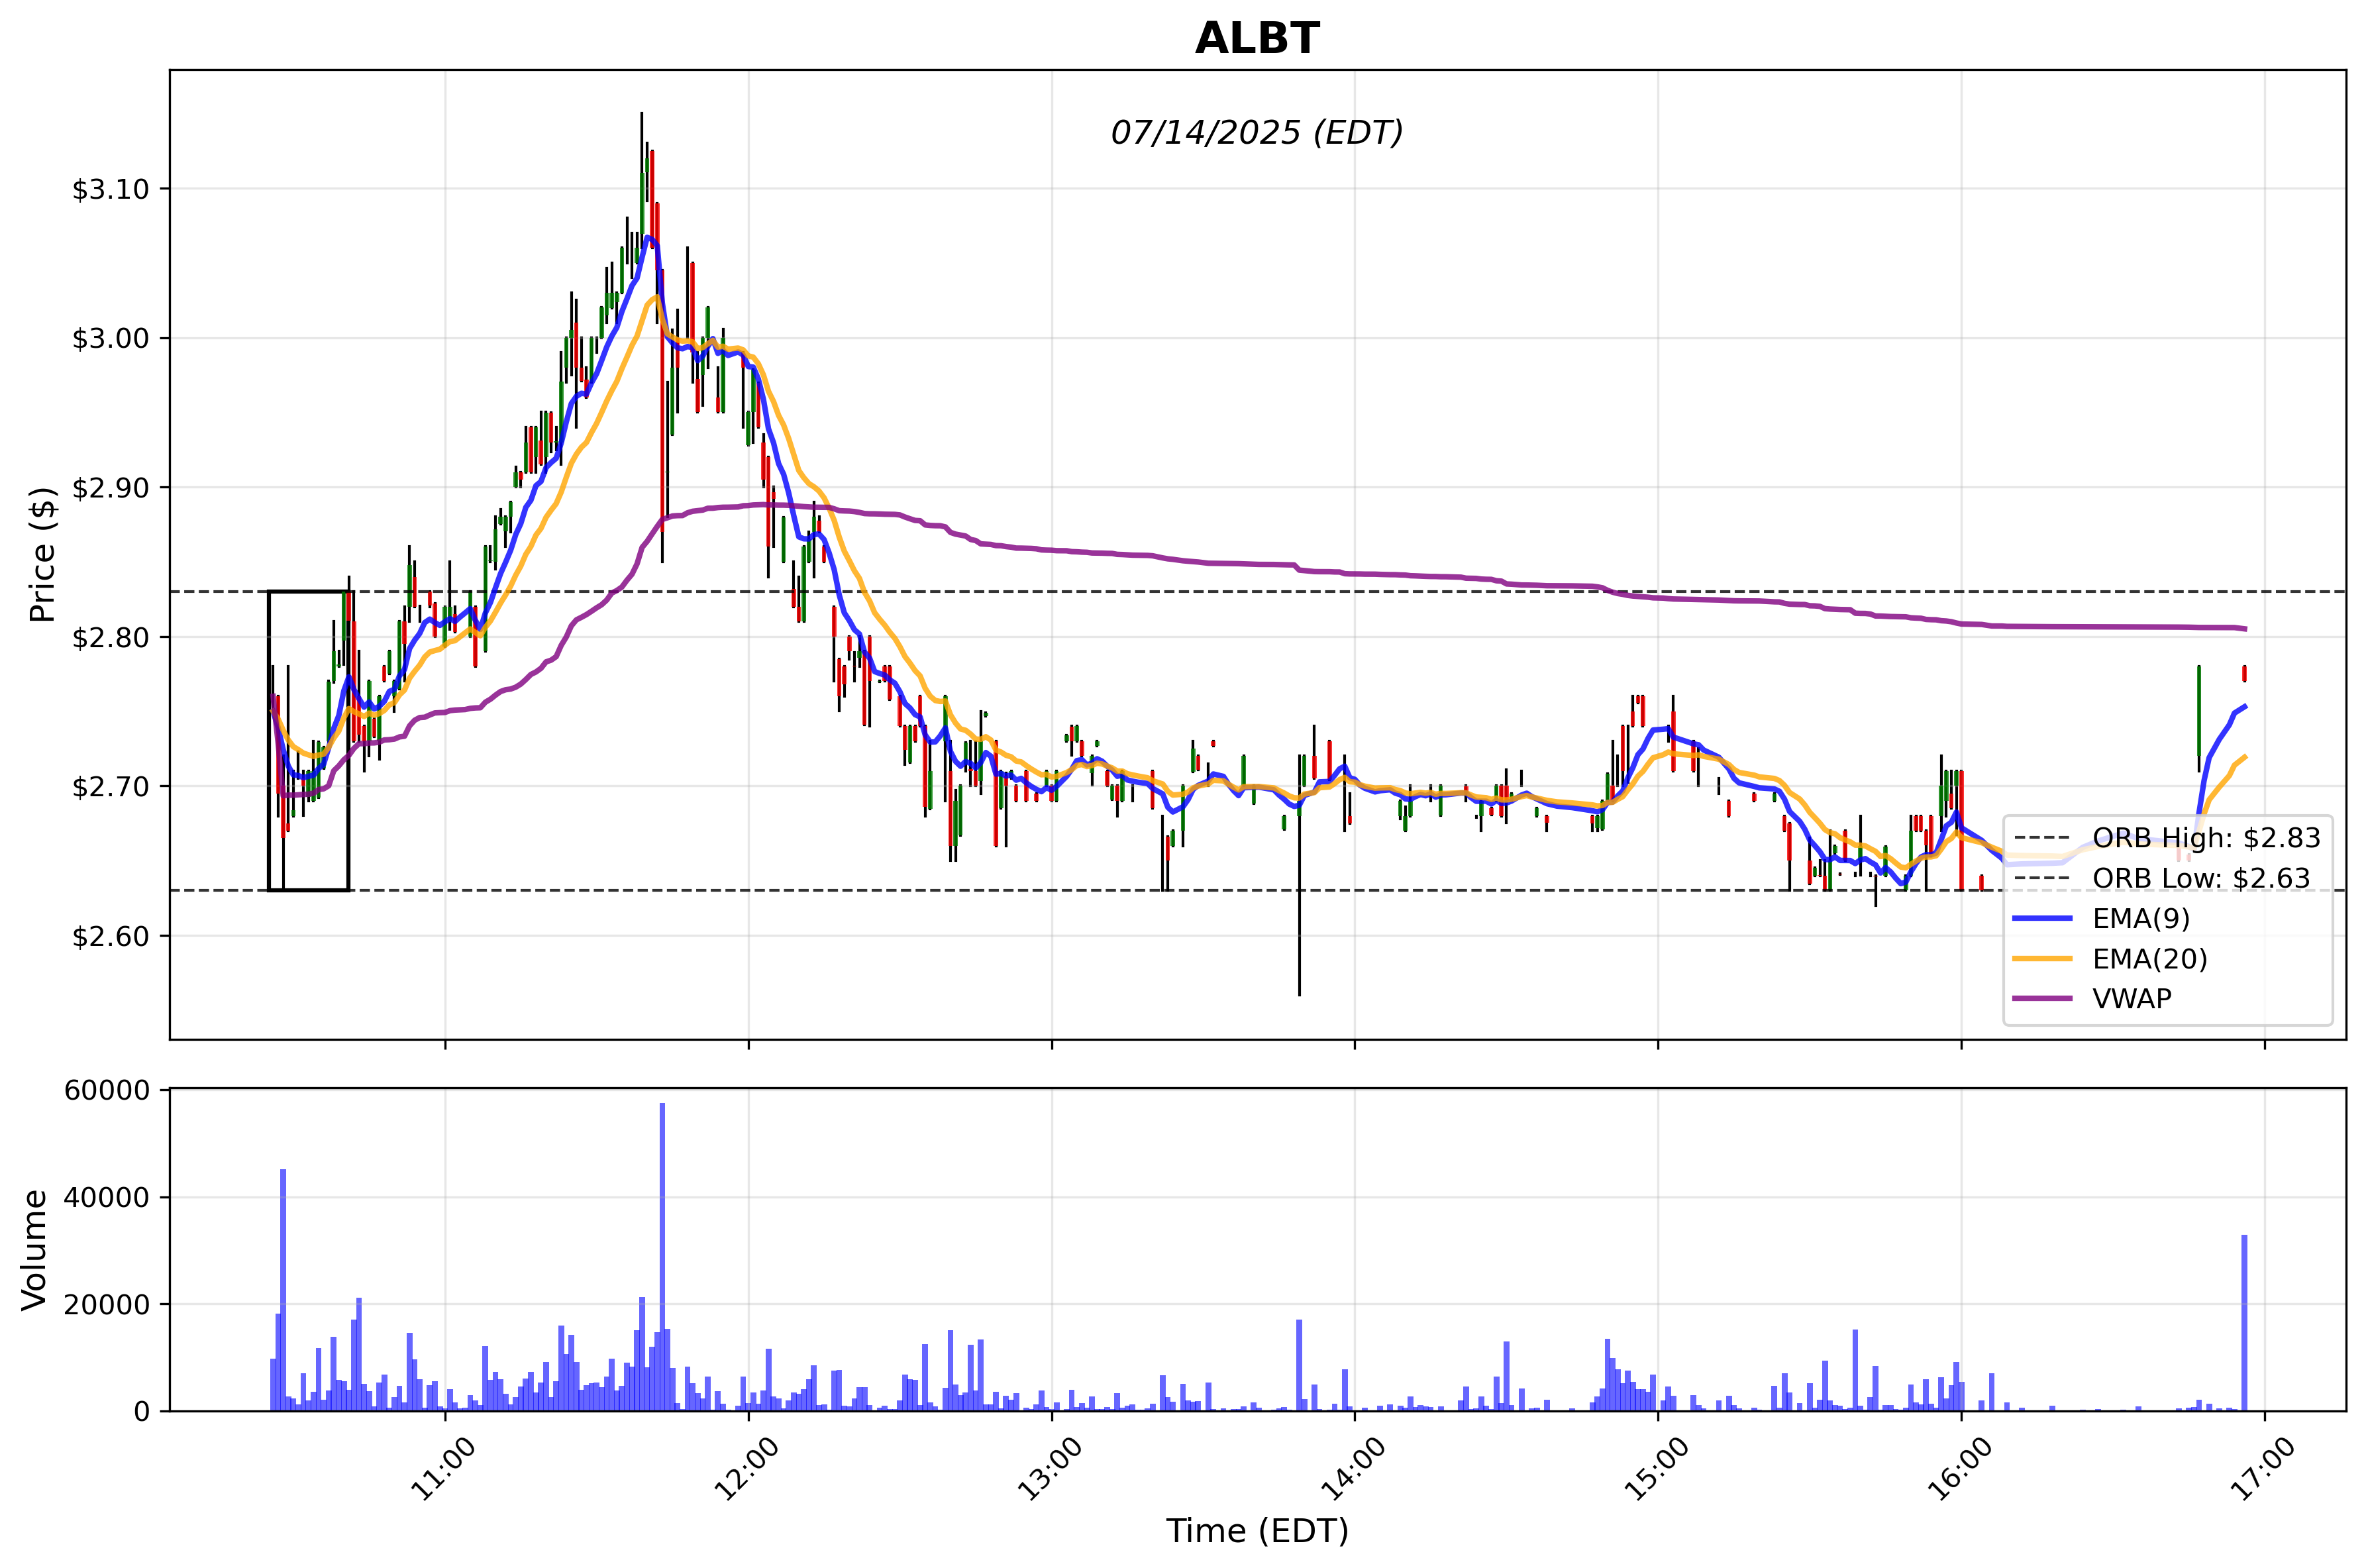 ALBT
07/14/2025 (EDT)
Price ($)
$3.10
$3.00
$2.90
$2.80
$2.70
$2.60
ORB High: $2.83
ORB Low: $2.63
EMA(9)
EMA(20)
VWAP
Volume
60000
40000
20000
0
11:00
12:00
13:00
14:00
15:00
16:00
17:00
Time (EDT)